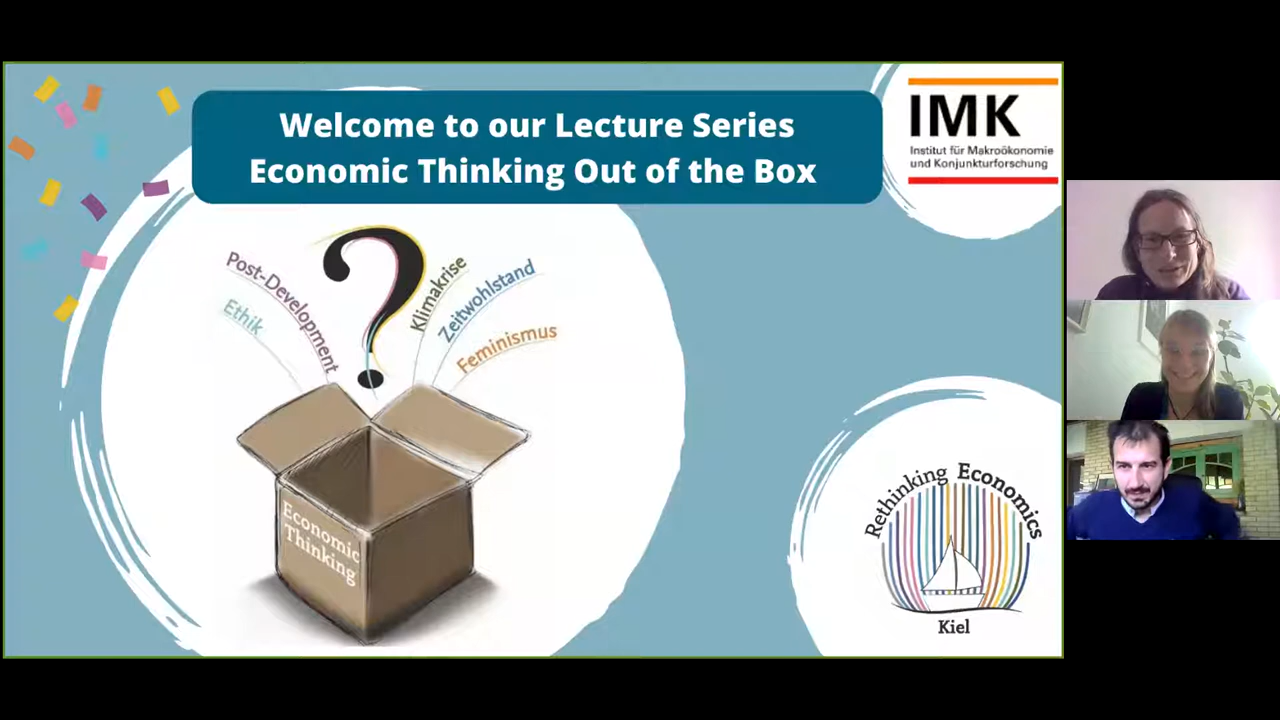 Welcome to our Lecture Series
Economic Thinking Out of the Box
IMK
Institut für Makroökonomie
und Konjunkturforschung
Post-Development
Ethik
?
Klimakrise
Zeitwohlstand
Feminismus
Economic
Thinking
Rethinking Economics
Kiel